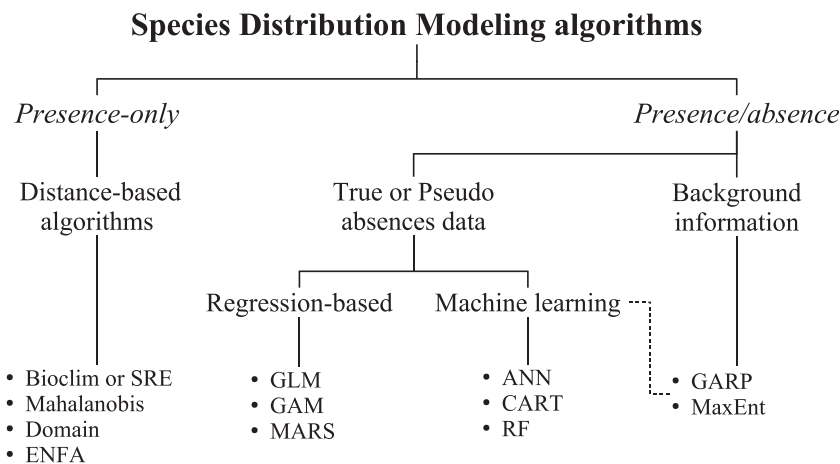 Species Distribution Modeling algorithms
Presence-only
Presence/absence
Distance-based
algorithms
True or Pseudo
absences data
Background
information
Regression-based
Machine learning
• Bioclim or SRE
• Mahalanobis
• Domain
• ENFA
• GLM
• GAM
• MARS
• ANN
• CART
• RF
• GARP
• MaxEnt